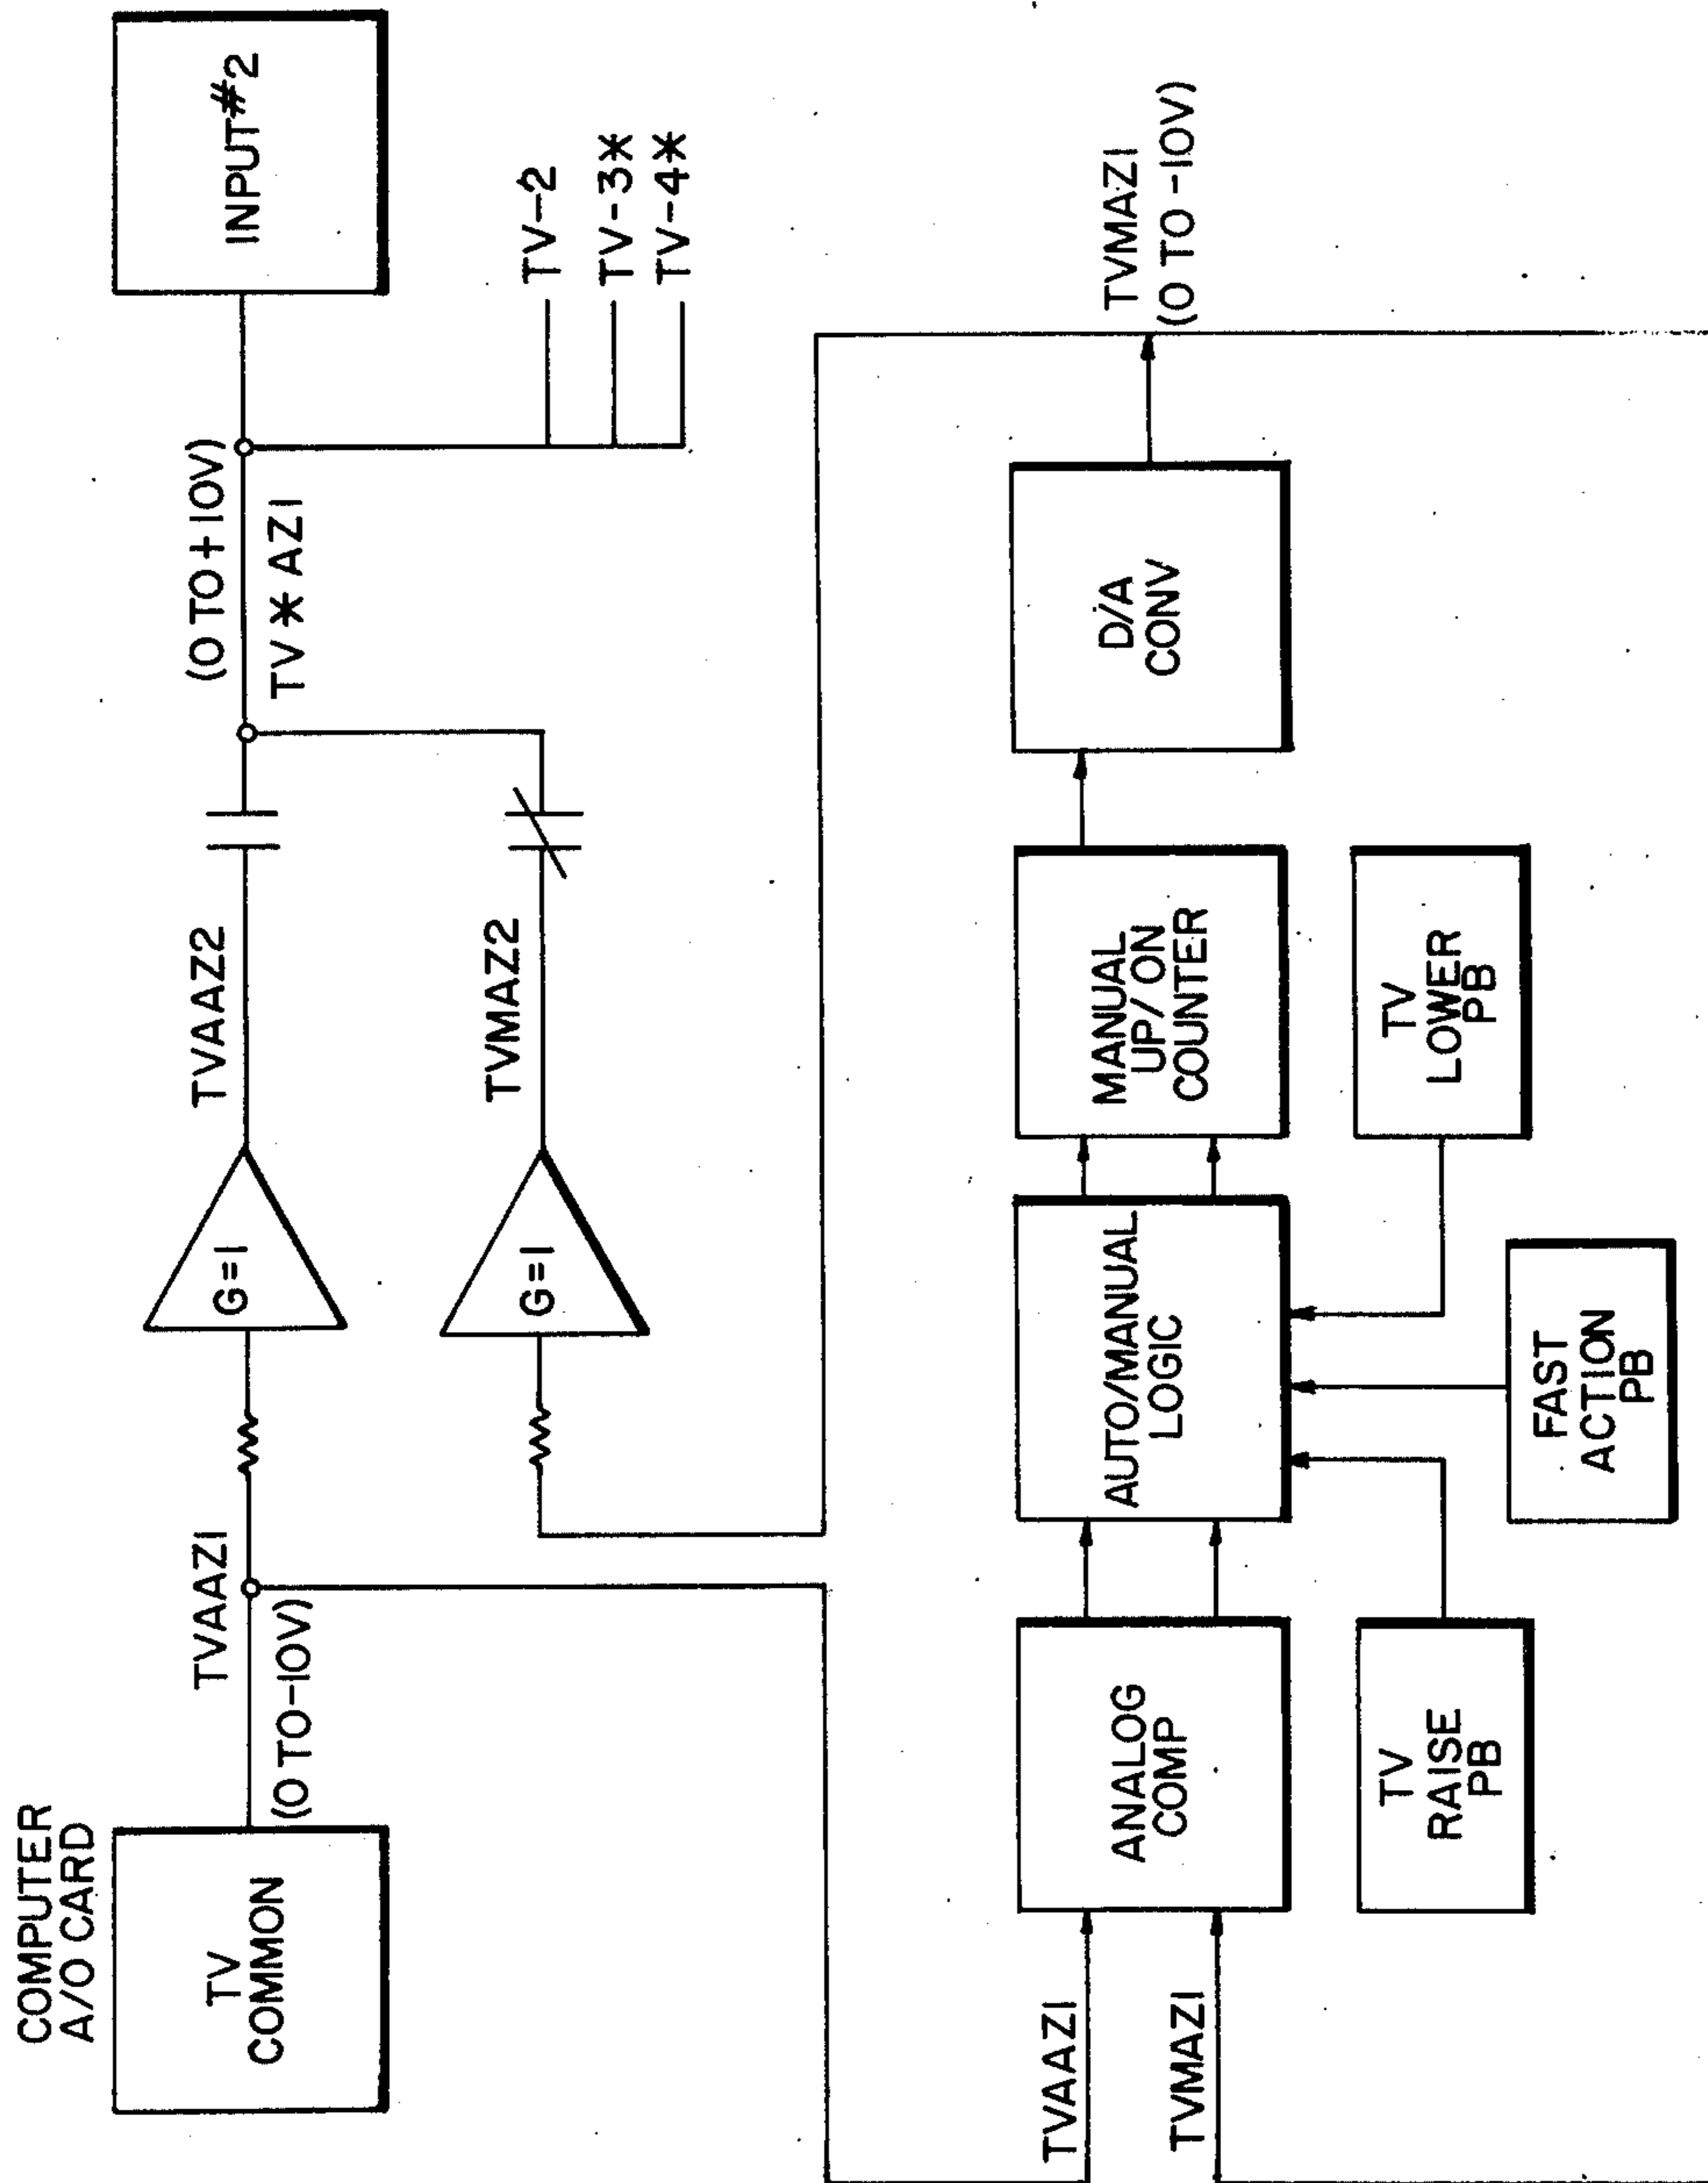 COMPUTER
A/O CARD
TV
COMMON
TVAAZ1
(0 TO-10V)
G=1
TVAAZ2
(0 TO+10V)
TV*AZ1
INPUT#2
G=1
TVMAZ2
TV-2
TV-3*
TV-4*
TVAAZ1
TVMAZ1
ANALOG
COMP
AUTO/MANUAL
LOGIC
MANUAL
UP/ON
COUNTER
D/A
CONV
TVMAZ1
(0 TO-10V)
TV
RAISE
PB
FAST
ACTION
PB
TV
LOWER
PB